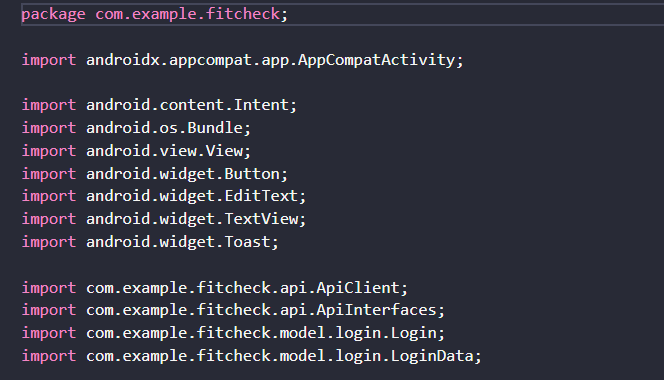 package com.example.fitcheck;
import androidx.appcompat.app.AppCompatActivity;
import android.content.Intent;
import android.os.Bundle;
import android.view.View;
import android.widget.Button;
import android.widget.EditText;
import android.widget.TextView;
import android.widget.Toast;
import com.example.fitcheck.api.ApiClient;
import com.example.fitcheck.api.ApiInterfaces;
import com.example.fitcheck.model.login.Login;
import com.example.fitcheck.model.login.LoginData;